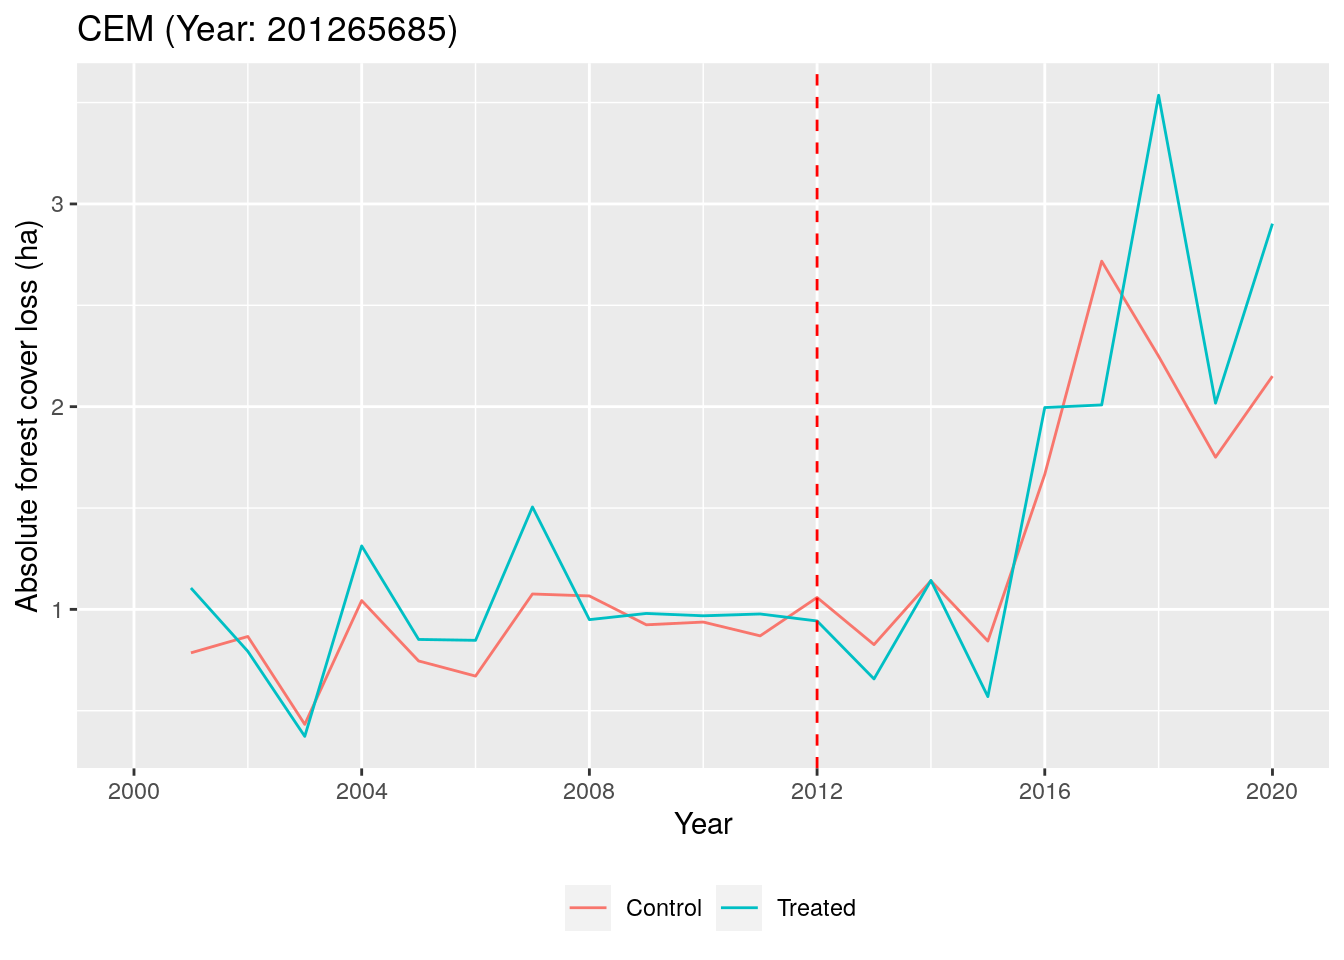 CEM (Year: 201265685)
Absolute forest cover loss (ha)
3
2
1
2000 2004 2008 2012 2016 2020
Year
Control Treated